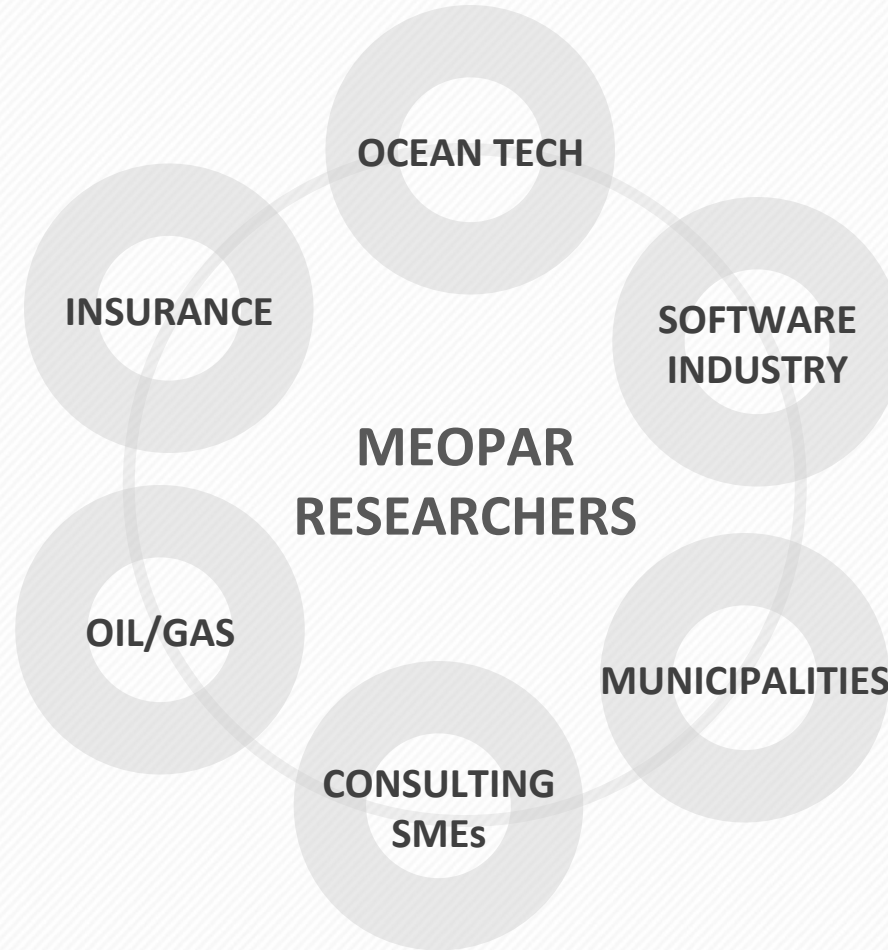 OCEAN TECH
INSURANCE
SOFTWARE
INDUSTRY
MEOPAR
RESEARCHERS
OIL/GAS
MUNICIPALITIES
CONSULTING
SMEs